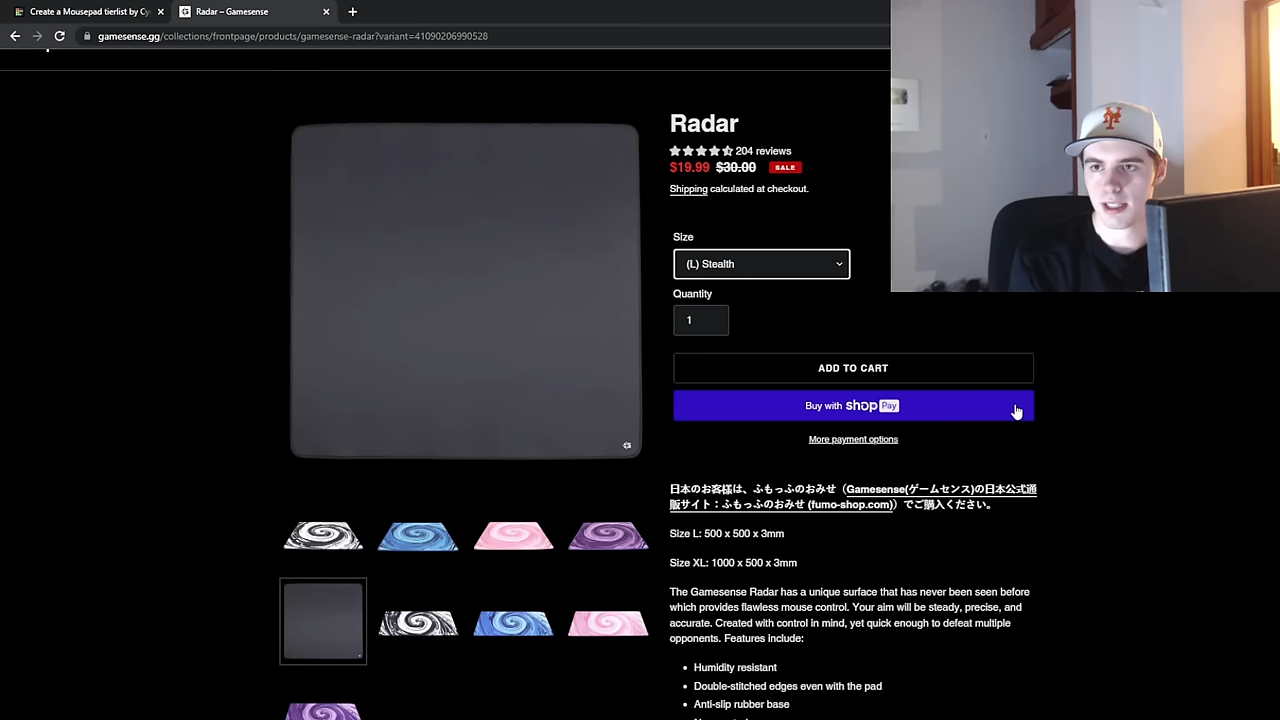 Create a Mousepad tierlist by Cy
Radar – Gamesense
gamesense.gg/collections/frontpage/products/gamesense-radar?variant=41090206990528
Radar
204 reviews
$19.99 $30.00 SALE
Shipping calculated at checkout.
Size
(L) Stealth
Quantity
1
ADD TO CART
Buy with shop Pay
More payment options
日本のお客様は、ふもっふのおみせ（Gamesense(ゲームセンス)の日本公式通
販サイト：ふもっふのおみせ (fumo-shop.com)）でご購入ください。
Size L: 500 x 500 x 3mm
Size XL: 1000 x 500 x 3mm
The Gamesense Radar has a unique surface that has never been seen before
which provides flawless mouse control. Your aim will be steady, precise, and
accurate. Created with control in mind, yet quick enough to defeat multiple
opponents. Features include:
Humidity resistant
Double-stitched edges even with the pad
Anti-slip rubber base